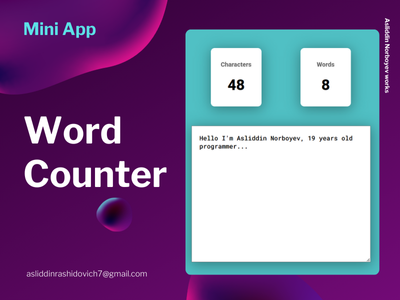 Mini App
Asliddin Norboyev works
Characters
48
Words
8
Word
Counter
Hello I'm Asliddin Norboyev, 19 years old
programmer...
asliddinrashidovich7@gmail.com